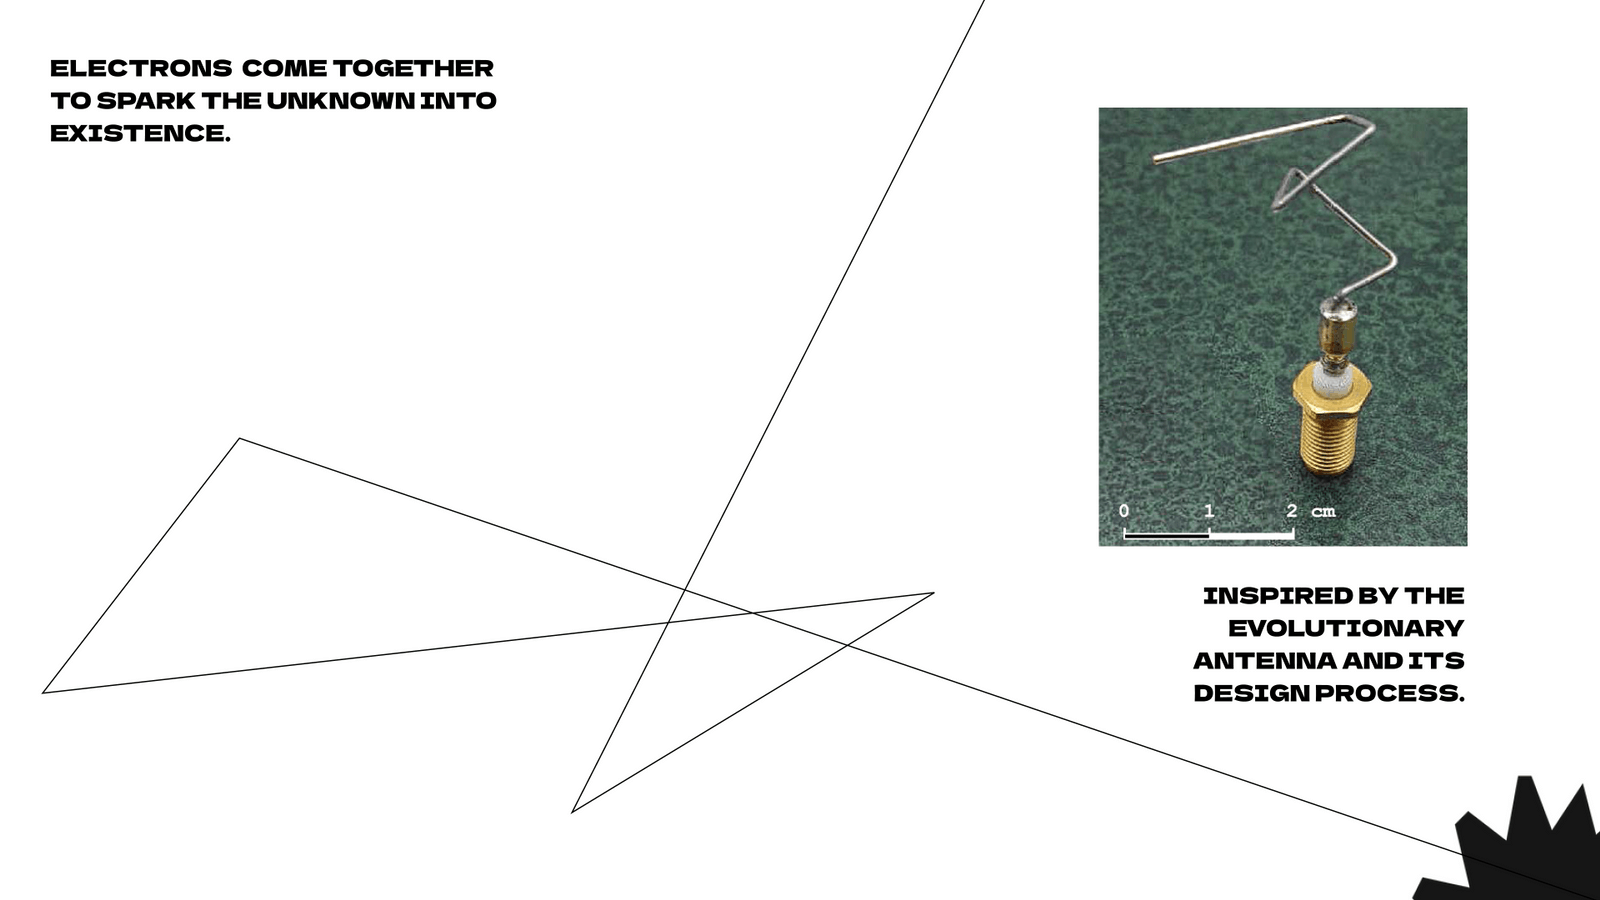 ELECTRONS COME TOGETHER
TO SPARK THE UNKNOWN INTO
EXISTENCE.
0 1 2 cm
INSPIRED BY THE
EVOLUTIONARY
ANTENNA AND ITS
DESIGN PROCESS.